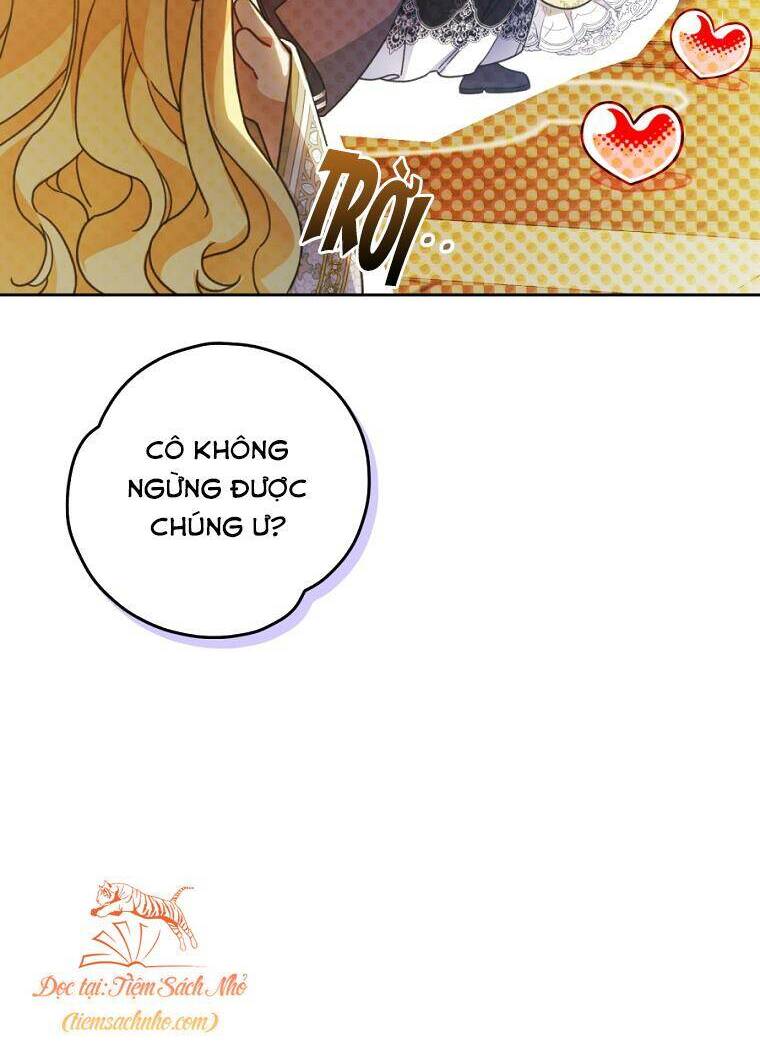 TRỜI..
CÔ KHÔNG
NGỪNG ĐƯỢC
CHÚNG Ư?
Đọc tại: Tiệm Sách Nhỏ
(tiemsachnho.com)